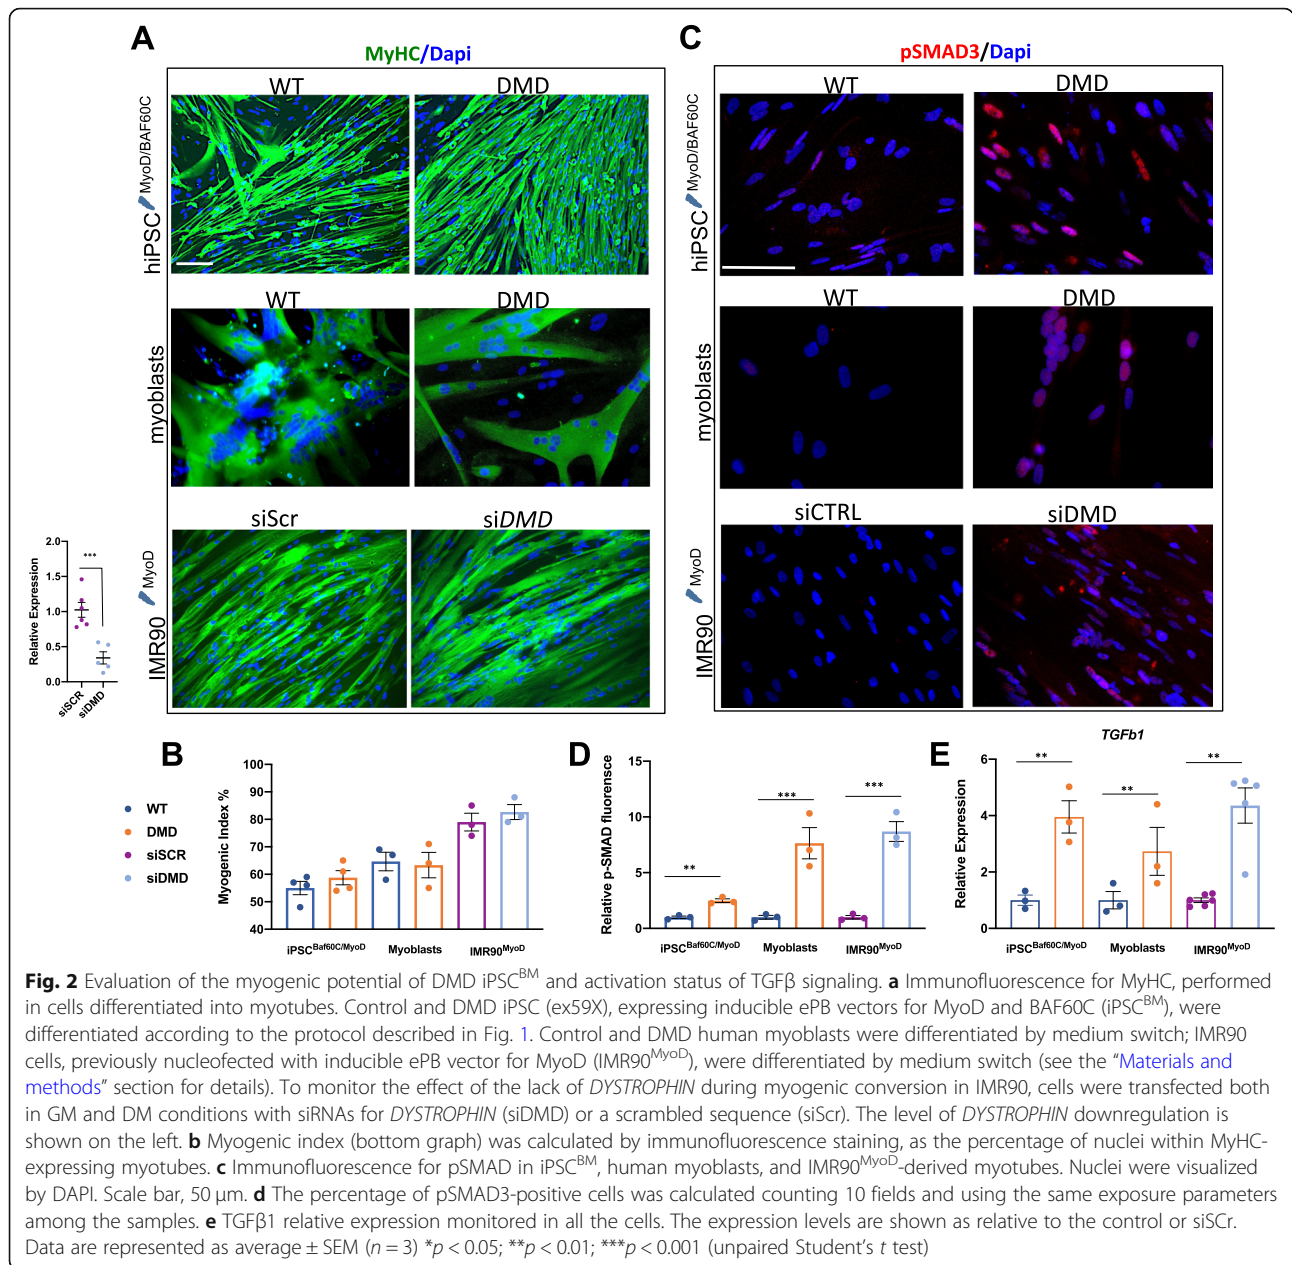 A
MyHC/Dapi
WT
DMD
hiPSC MyoD/BAF60C
WT
DMD
myoblasts
siScr
siDMD
IMR90 MyoD
2.0
1.5
1.0
0.5
0.0
Relative Expression
***
siSCR
siDMD
C
pSMAD3/Dapi
WT
DMD
hiPSC MyoD/BAF60C
WT
DMD
myoblasts
siCTRL
siDMD
IMR90 MyoD
WT
DMD
siSCR
siDMD
B
Myogenic Index %
100
90
80
70
60
50
40
iPSCBaf60C/MyoD
Myoblasts
IMR90MyoD
D
Relative p-SMAD fluorensce
15
10
5
0
**
***
***
iPSCBaf60C/MyoD
Myoblasts
IMR90MyoD
E
TGFb1
Relative Expression
6
4
2
0
**
**
**
iPSCBaf60C/MyoD
Myoblasts
IMR90MyoD
Fig. 2 Evaluation of the myogenic potential of DMD iPSCBM and activation status of TGFβ signaling. a Immunofluorescence for MyHC, performed
in cells differentiated into myotubes. Control and DMD iPSC (ex59X), expressing inducible ePB vectors for MyoD and BAF60C (iPSCBM), were
differentiated according to the protocol described in Fig. 1. Control and DMD human myoblasts were differentiated by medium switch; IMR90
cells, previously nucleofected with inducible ePB vector for MyoD (IMR90MyoD), were differentiated by medium switch (see the “Materials and
methods” section for details). To monitor the effect of the lack of DYSTROPHIN during myogenic conversion in IMR90, cells were transfected both
in GM and DM conditions with siRNAs for DYSTROPHIN (siDMD) or a scrambled sequence (siScr). The level of DYSTROPHIN downregulation is
shown on the left. b Myogenic index (bottom graph) was calculated by immunofluorescence staining, as the percentage of nuclei within MyHC-
expressing myotubes. c Immunofluorescence for pSMAD in iPSCBM, human myoblasts, and IMR90MyoD-derived myotubes. Nuclei were visualized
by DAPI. Scale bar, 50 μm. d The percentage of pSMAD3-positive cells was calculated counting 10 fields and using the same exposure parameters
among the samples. e TGFβ1 relative expression monitored in all the cells. The expression levels are shown as relative to the control or siSCr.
Data are represented as average ± SEM (n = 3) *p < 0.05; **p < 0.01; ***p < 0.001 (unpaired Student’s t test)